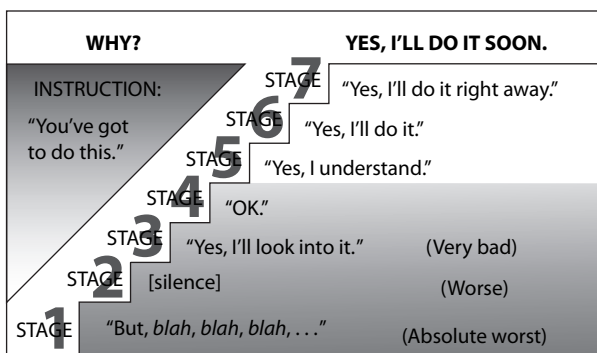 WHY?
YES, I’LL DO IT SOON.
INSTRUCTION:
“You’ve got
to do this.”
STAGE 7
“Yes, I’ll do it right away.”
STAGE 6
“Yes, I’ll do it.”
STAGE 5
“Yes, I understand.”
STAGE 4
“OK.”
STAGE 3
“Yes, I’ll look into it.” (Very bad)
STAGE 2
[silence] (Worse)
STAGE 1
“But, blah, blah, blah, . . .” (Absolute worst)